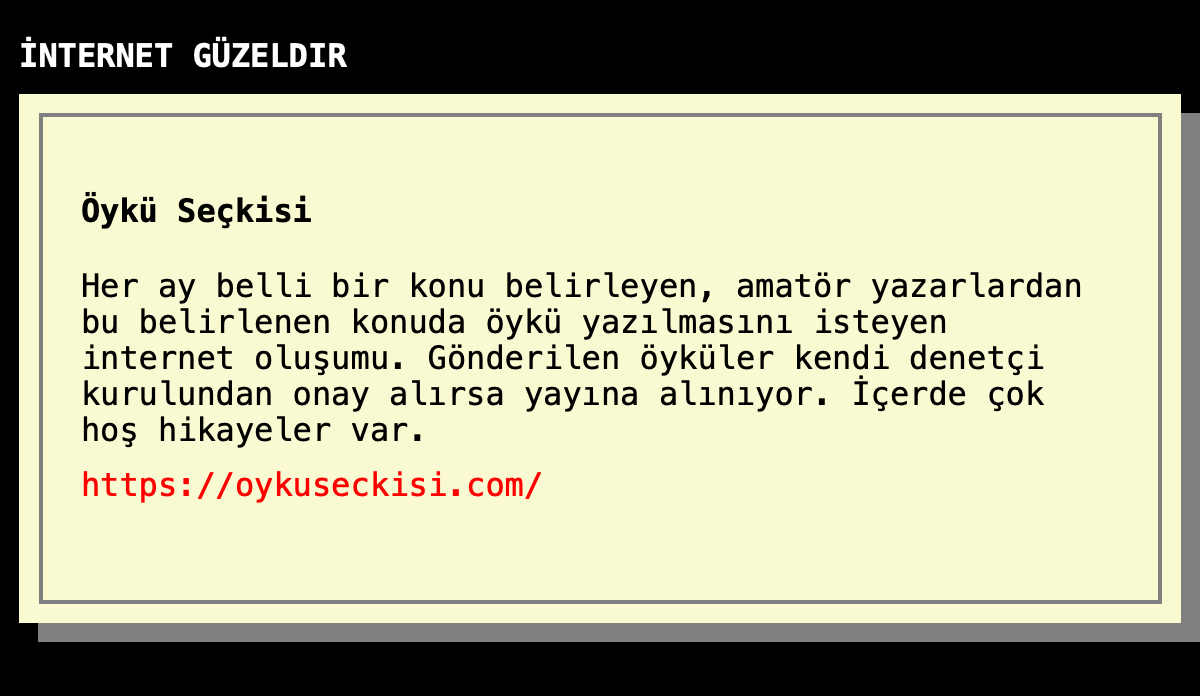 İNTERNET GÜZELDIR
Öykü Seçkisi
Her ay belli bir konu belirleyen, amatör yazarlardan
bu belirlenen konuda öykü yazılmasını isteyen
internet oluşumu. Gönderilen öyküler kendi denetçi
kurulundan onay alırsa yayına alınıyor. İçerde çok
hoş hikayeler var.
https://oykuseckisi.com/